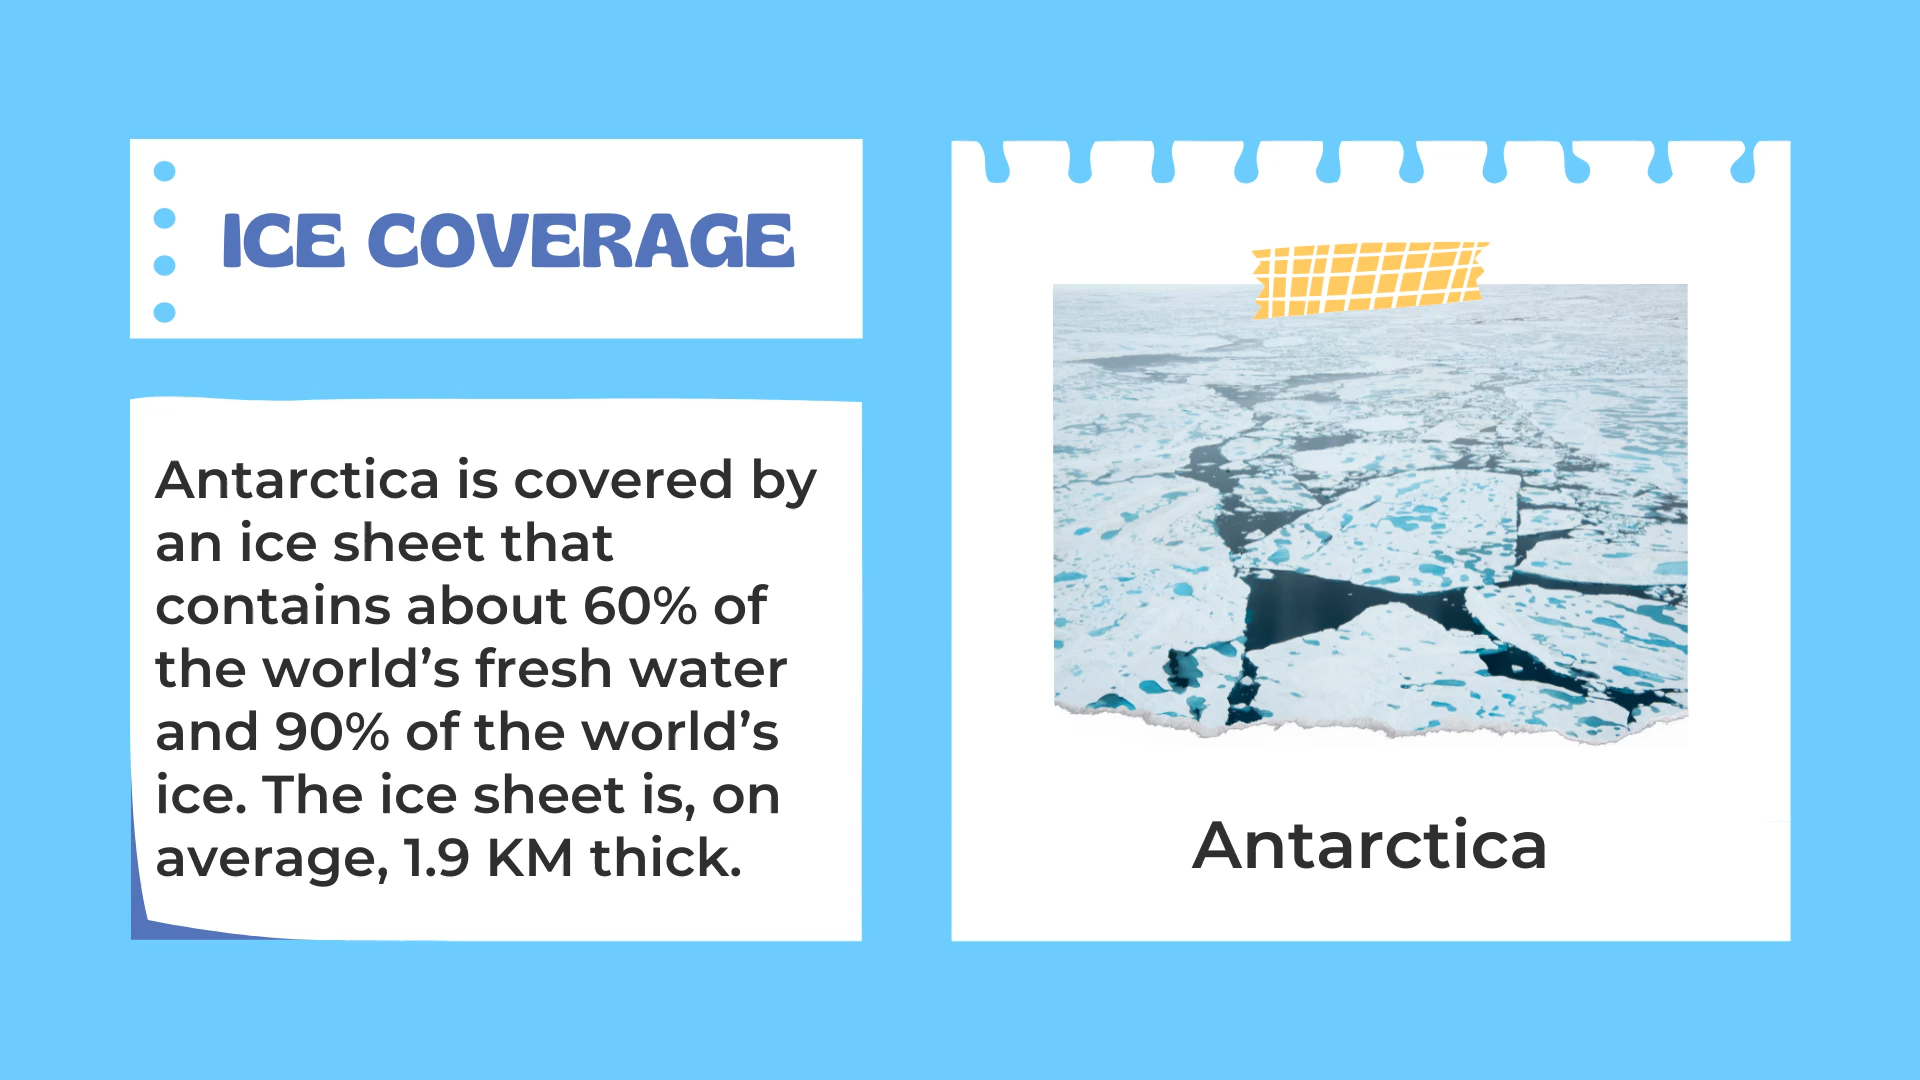 ICE COVERAGE
Antarctica is covered by
an ice sheet that
contains about 60% of
the world’s fresh water
and 90% of the world’s
ice. The ice sheet is, on
average, 1.9 KM thick.
Antarctica